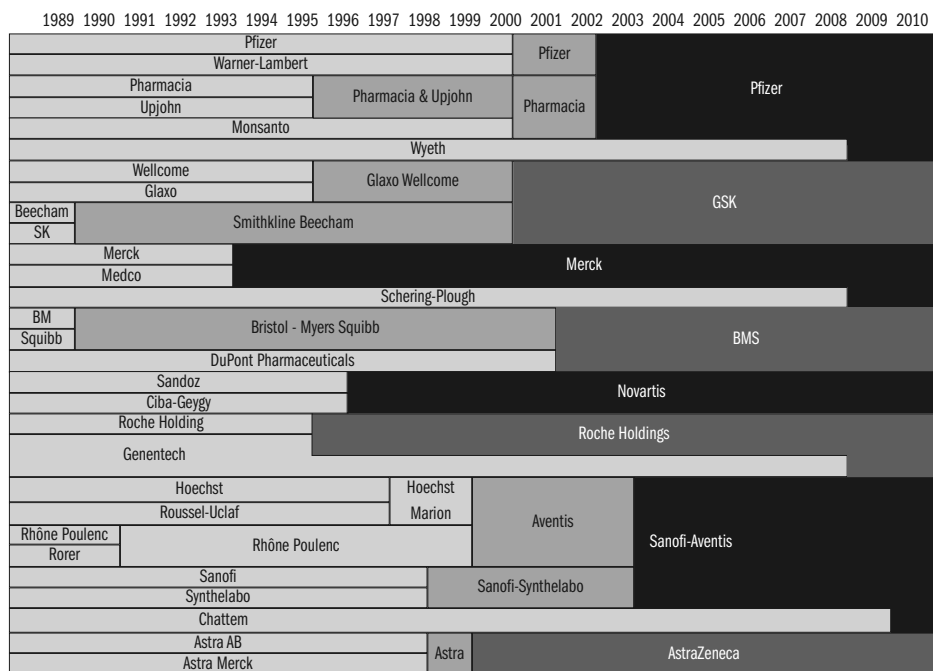 1989 1990 1991 1992 1993 1994 1995 1996 1997 1998 1999 2000 2001 2002 2003 2004 2005 2006 2007 2008 2009 2010
Pfizer
Warner-Lambert
Pfizer
Pharmacia
Upjohn
Pharmacia & Upjohn
Monsanto
Pharmacia
Pfizer
Wyeth
Wellcome
Glaxo
Glaxo Wellcome
Beecham
SK
Smithkline Beecham
GSK
Merck
Medco
Merck
Schering-Plough
BM
Squibb
Bristol - Myers Squibb
DuPont Pharmaceuticals
BMS
Sandoz
Ciba-Geygy
Novartis
Roche Holding
Genentech
Roche Holdings
Hoechst
Roussel-Uclaf
Hoechst
Marion
Rhône Poulenc
Rorer
Rhône Poulenc
Aventis
Sanofi
Synthelabo
Sanofi-Synthelabo
Sanofi-Aventis
Chattem
Astra AB
Astra Merck
Astra
AstraZeneca